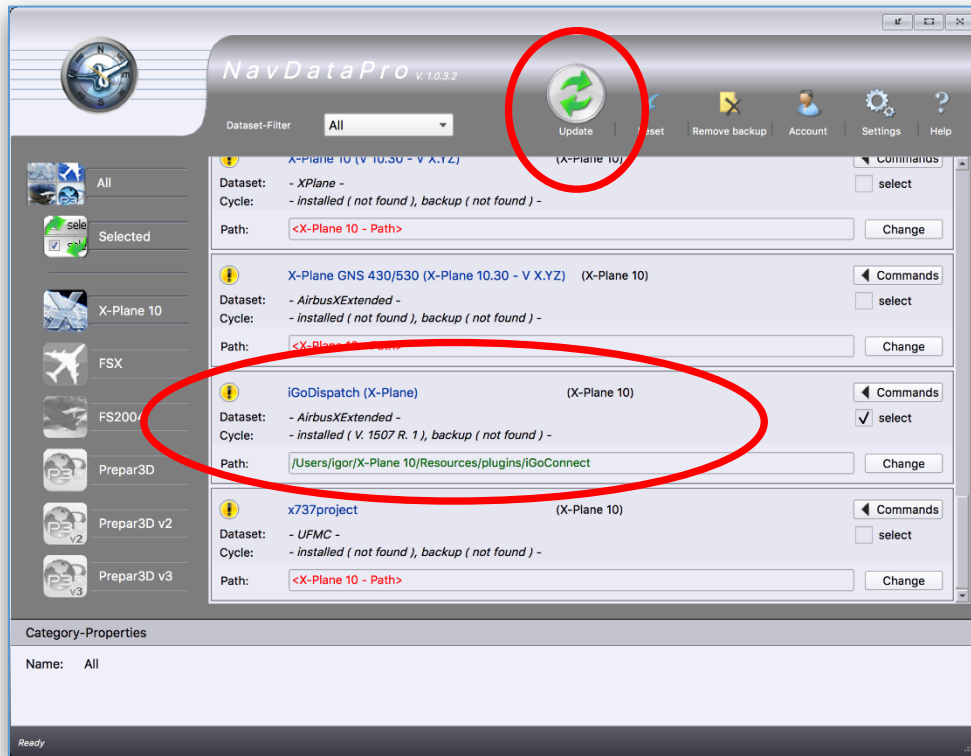 NavDataPro V. 1.0.3.2
Dataset-Filter All
Update
Reset
Remove backup
Account
Settings
Help
All
Selected
X-Plane 10
FSX
FS2004
Prepar3D
Prepar3D v2
Prepar3D v3
X-Plane 10 (V 10.30 - V X.YZ) (X-Plane 10) Commands
Dataset: - XPlane - select
Cycle: - installed ( not found ), backup ( not found ) -
Path: <X-Plane 10 - Path> Change
X-Plane GNS 430/530 (X-Plane 10.30 - V X.YZ) (X-Plane 10) Commands
Dataset: - AirbusXExtended - select
Cycle: - installed ( not found ), backup ( not found ) -
Path: <X-Plane 10 - Path> Change
iGoDispatch (X-Plane) (X-Plane 10) Commands
Dataset: - AirbusXExtended - select
Cycle: - installed ( V. 1507 R. 1 ), backup ( not found ) -
Path: /Users/igor/X-Plane 10/Resources/plugins/iGoConnect Change
x737project (X-Plane 10) Commands
Dataset: - UFMC - select
Cycle: - installed ( not found ), backup ( not found ) -
Path: <X-Plane 10 - Path> Change
Category-Properties
Name: All
Ready